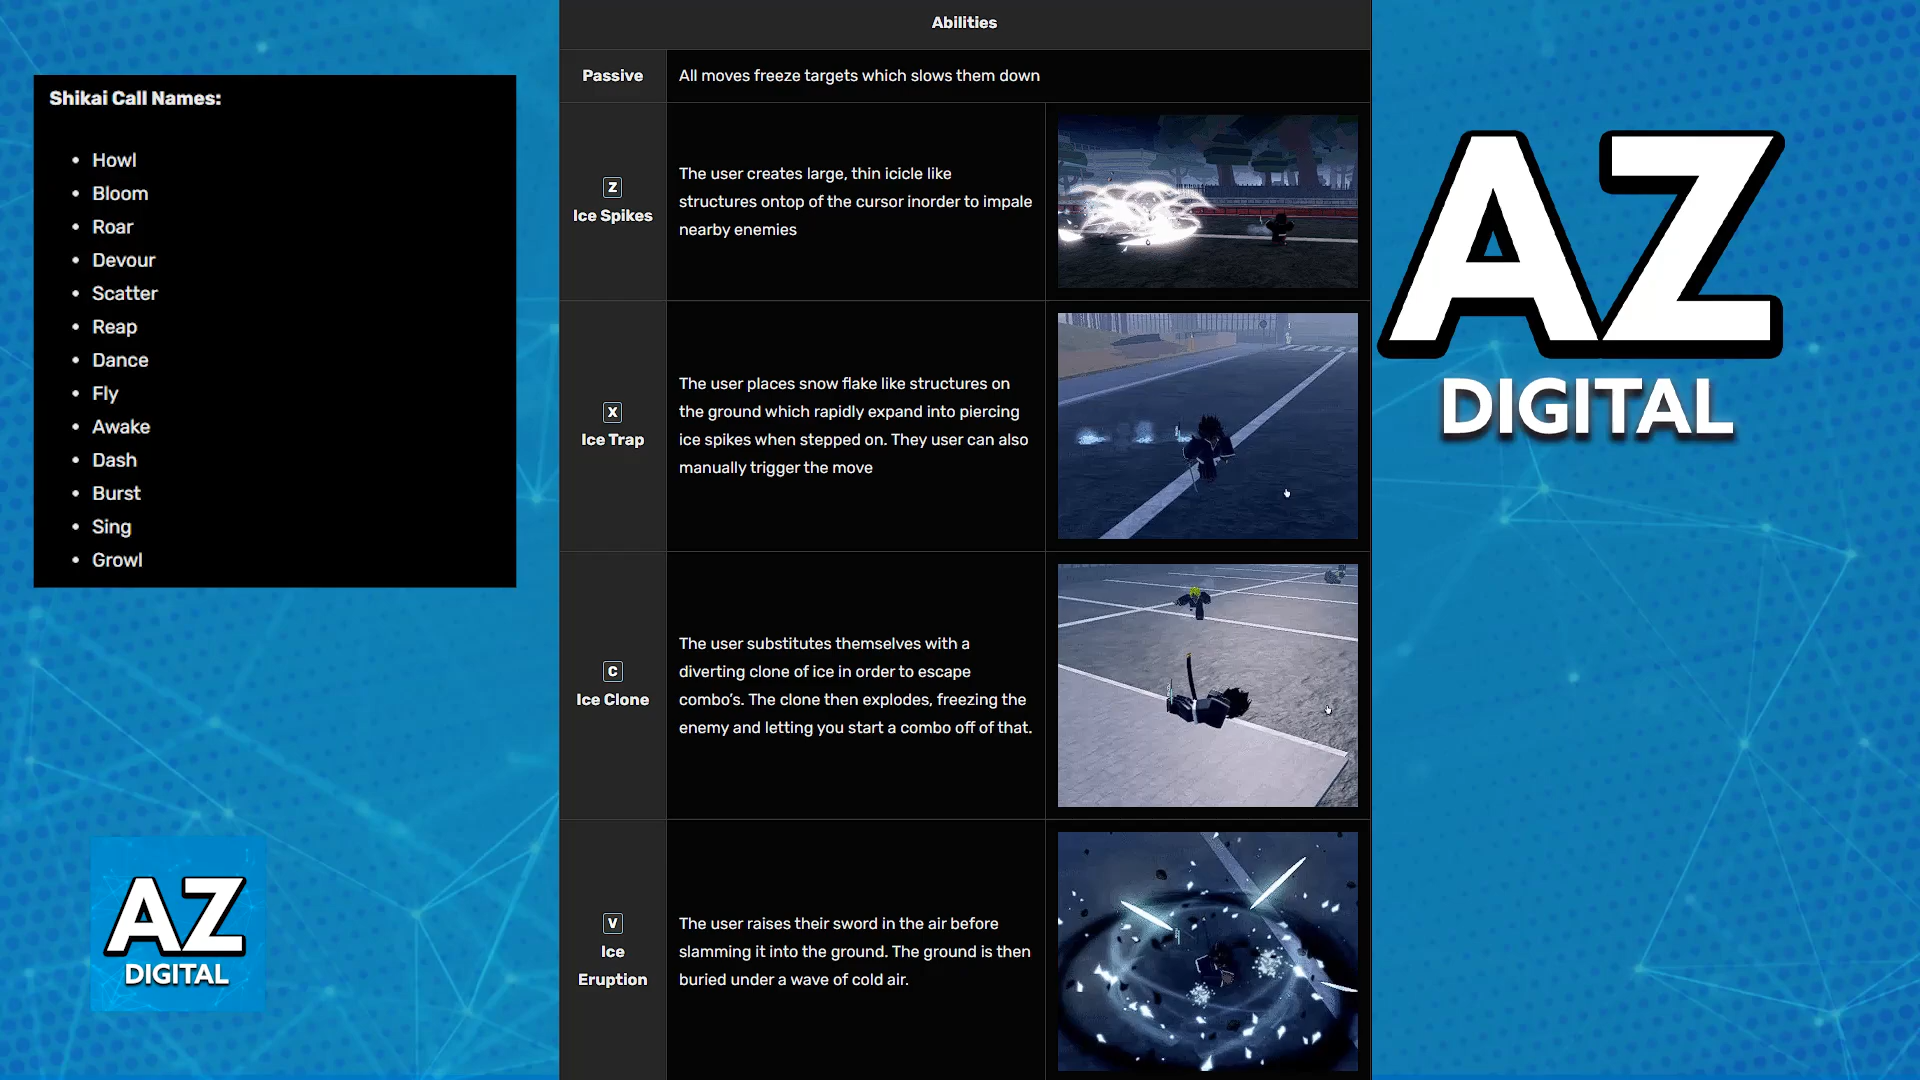 Shikai Call Names:
• Howl
• Bloom
• Roar
• Devour
• Scatter
• Reap
• Dance
• Fly
• Awake
• Dash
• Burst
• Sing
• Growl
AZ
DIGITAL
Abilities
Passive
All moves freeze targets which slows them down
Z
Ice Spikes
The user creates large, thin icicle like
structures ontop of the cursor inorder to impale
nearby enemies
X
Ice Trap
The user places snow flake like structures on
the ground which rapidly expand into piercing
ice spikes when stepped on. They user can also
manually trigger the move
C
Ice Clone
The user substitutes themselves with a
diverting clone of ice in order to escape
combo's. The clone then explodes, freezing the
enemy and letting you start a combo off of that.
V
Ice
Eruption
The user raises their sword in the air before
slamming it into the ground. The ground is then
buried under a wave of cold air.
AZ
DIGITAL